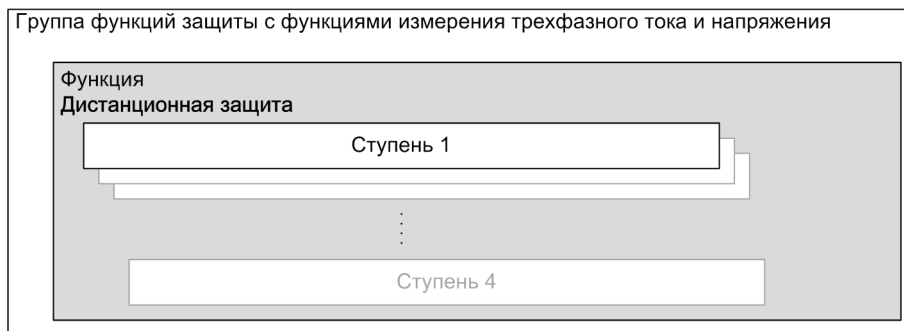 Группа функций защиты с функциями измерения трехфазного тока и напряжения
Функция
Дистанционная защита
Ступень 1
Ступень 4